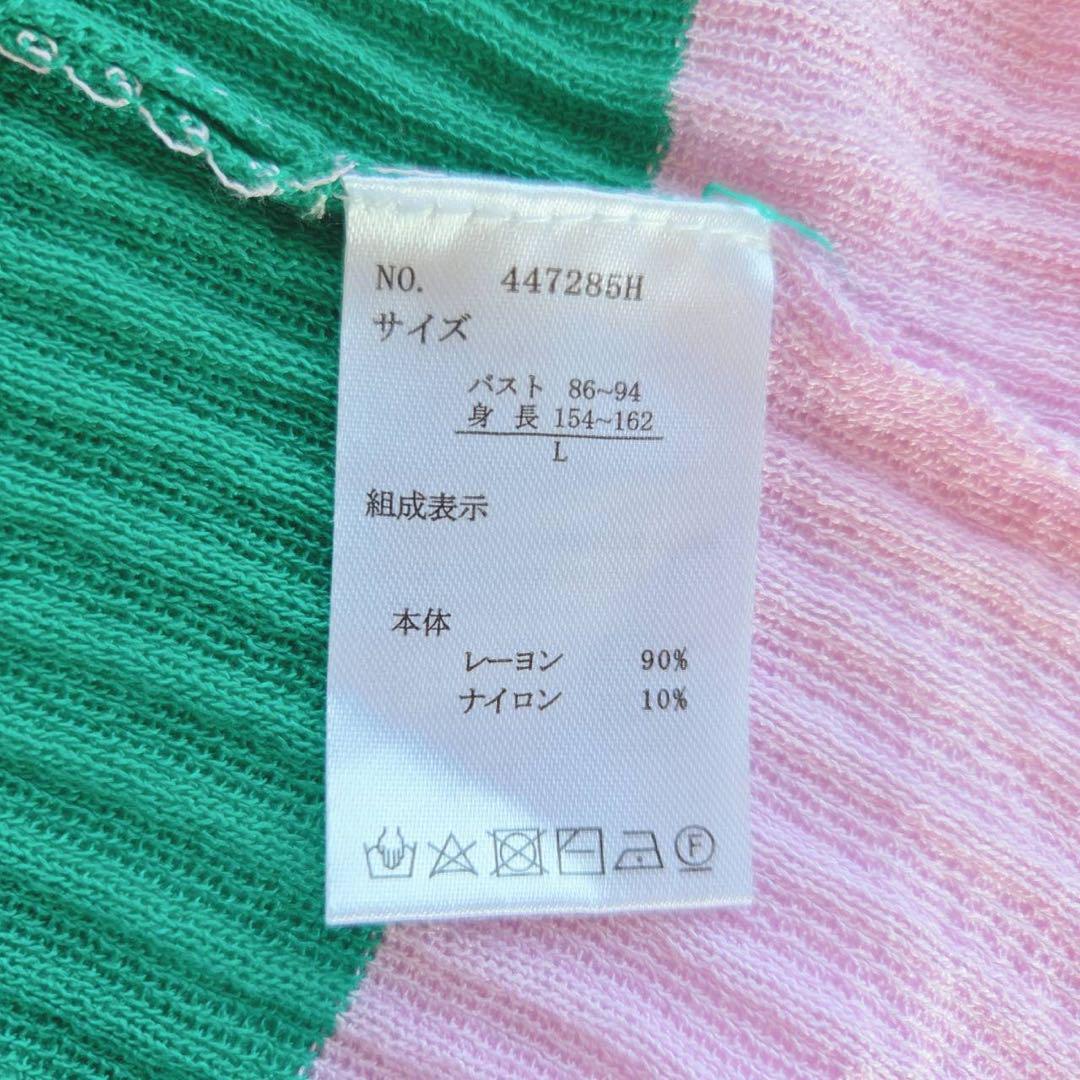 NO. 447285H
サイズ
バスト 86~94
身 長 154~162
L
組成表示
本体
レーヨン 90%
ナイロン 10%
F